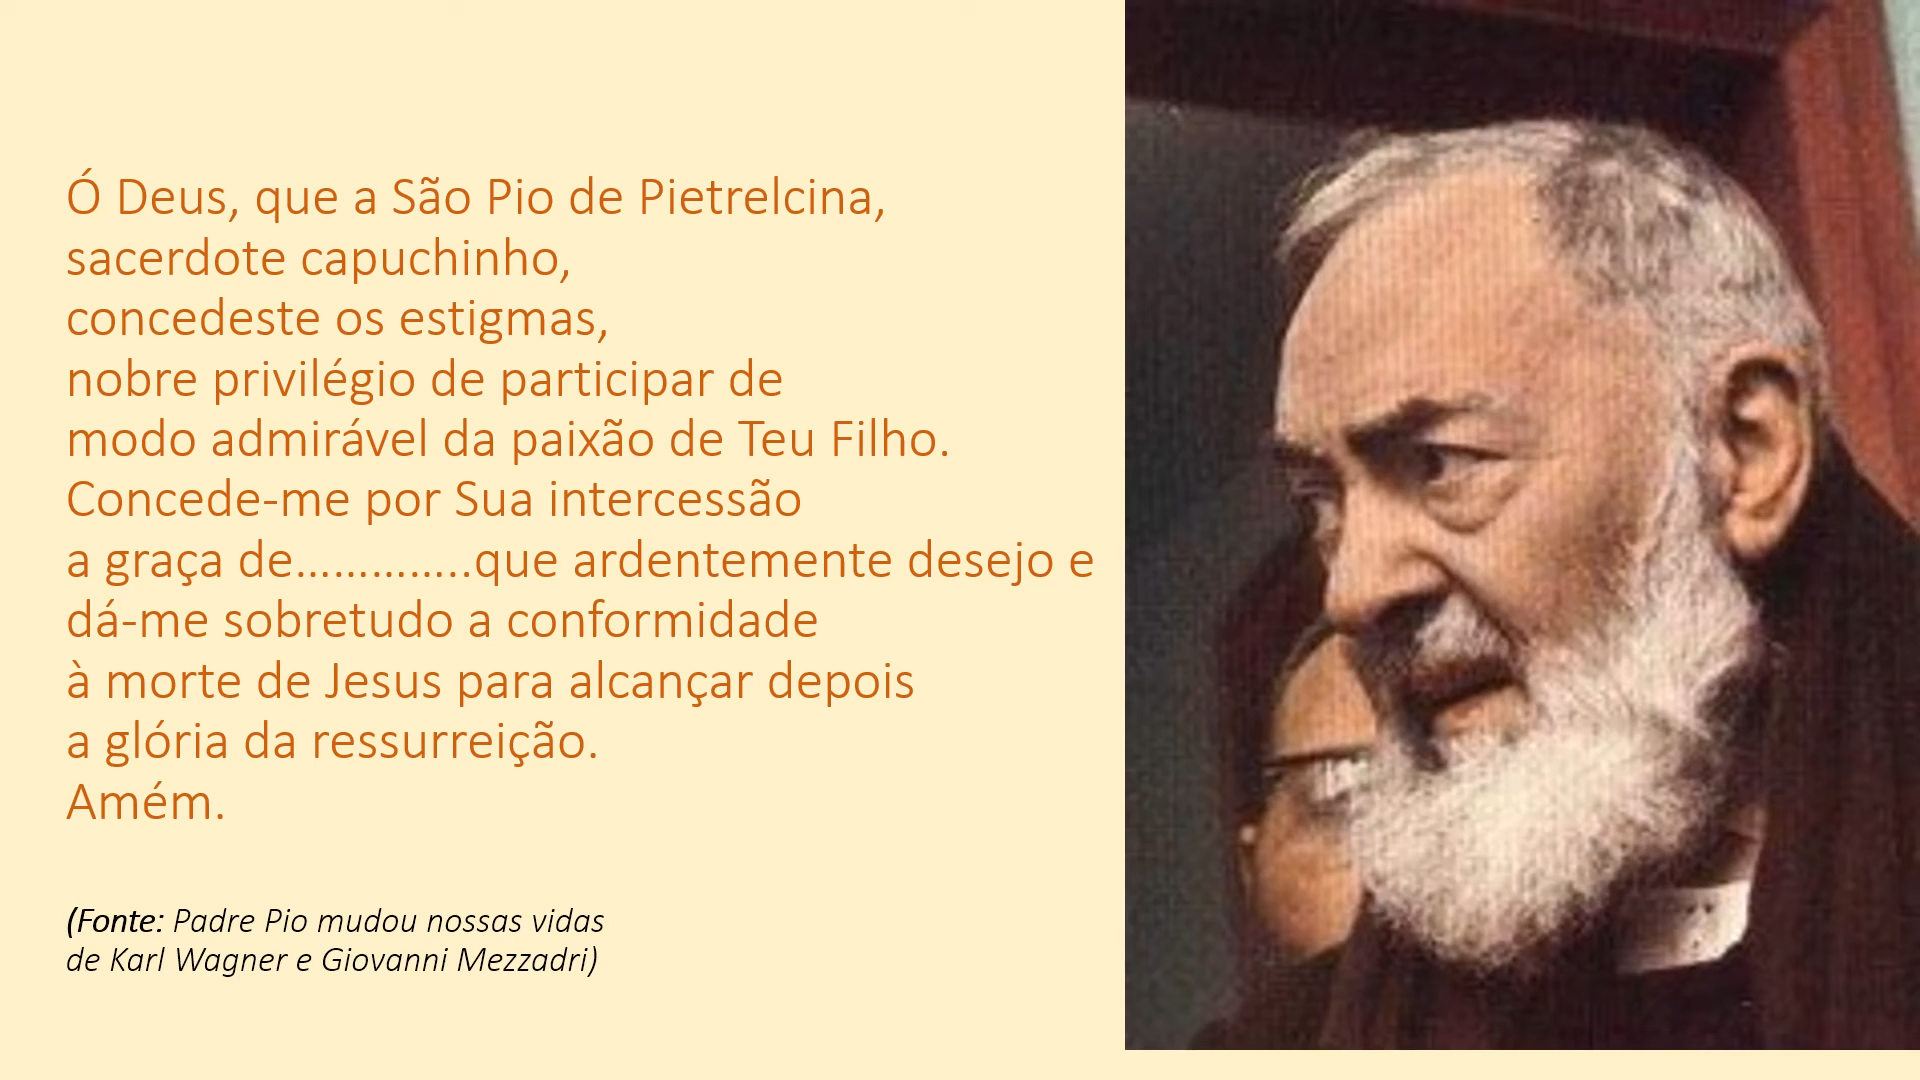 Ó Deus, que a São Pio de Pietrelcina,
sacerdote capuchinho,
concedeste os estigmas,
nobre privilégio de participar de
modo admirável da paixão de Teu Filho.
Concede-me por Sua intercessão
a graça de…………..que ardentemente desejo e
dá-me sobretudo a conformidade
à morte de Jesus para alcançar depois
a glória da ressurreição.
Amém.
(Fonte: Padre Pio mudou nossas vidas
de Karl Wagner e Giovanni Mezzadri)